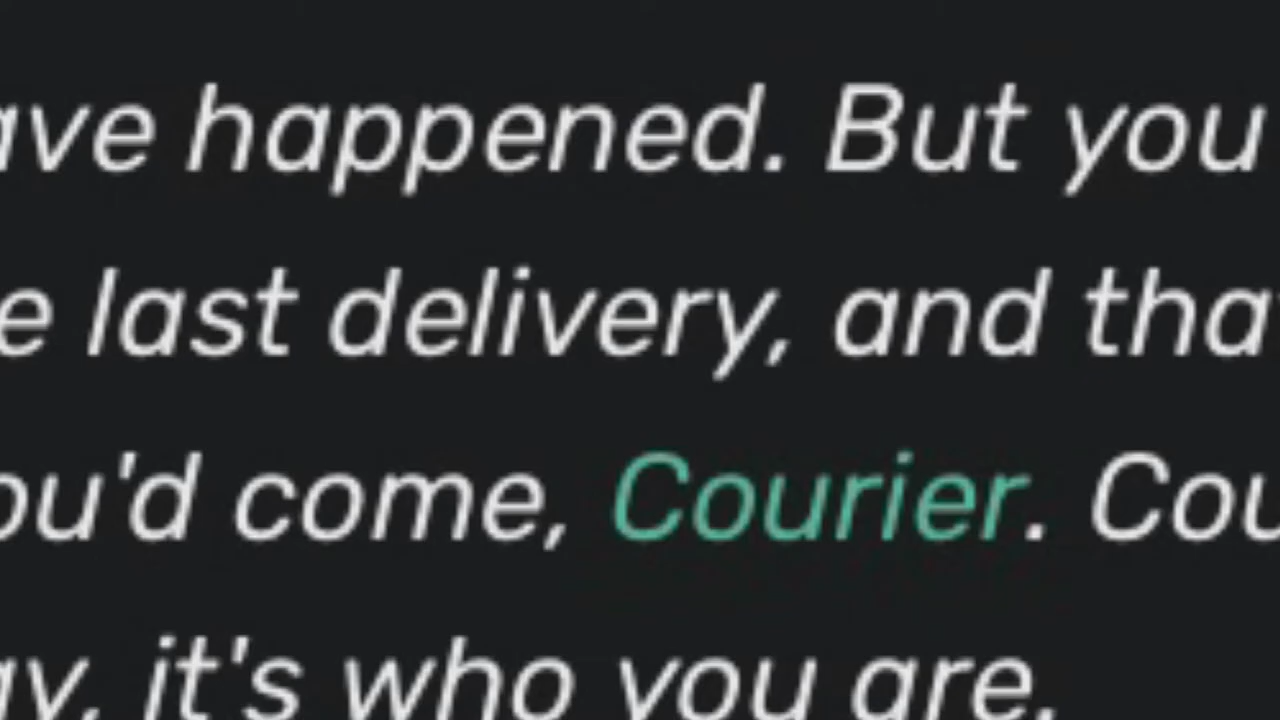 ave happened. But you
e last delivery, and tha
ou'd come, Courier. Cou
ay, it's who you are.